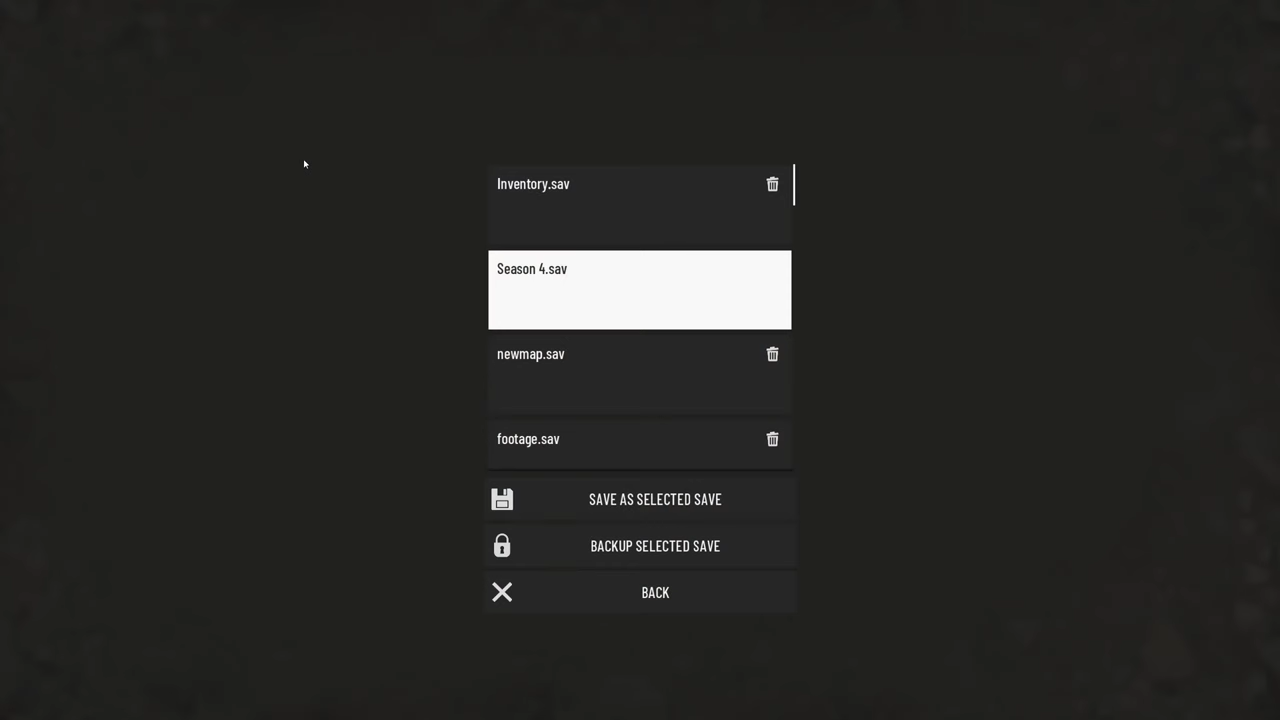 Inventory.sav
Season 4.sav
newmap.sav
footage.sav
SAVE AS SELECTED SAVE
BACKUP SELECTED SAVE
BACK